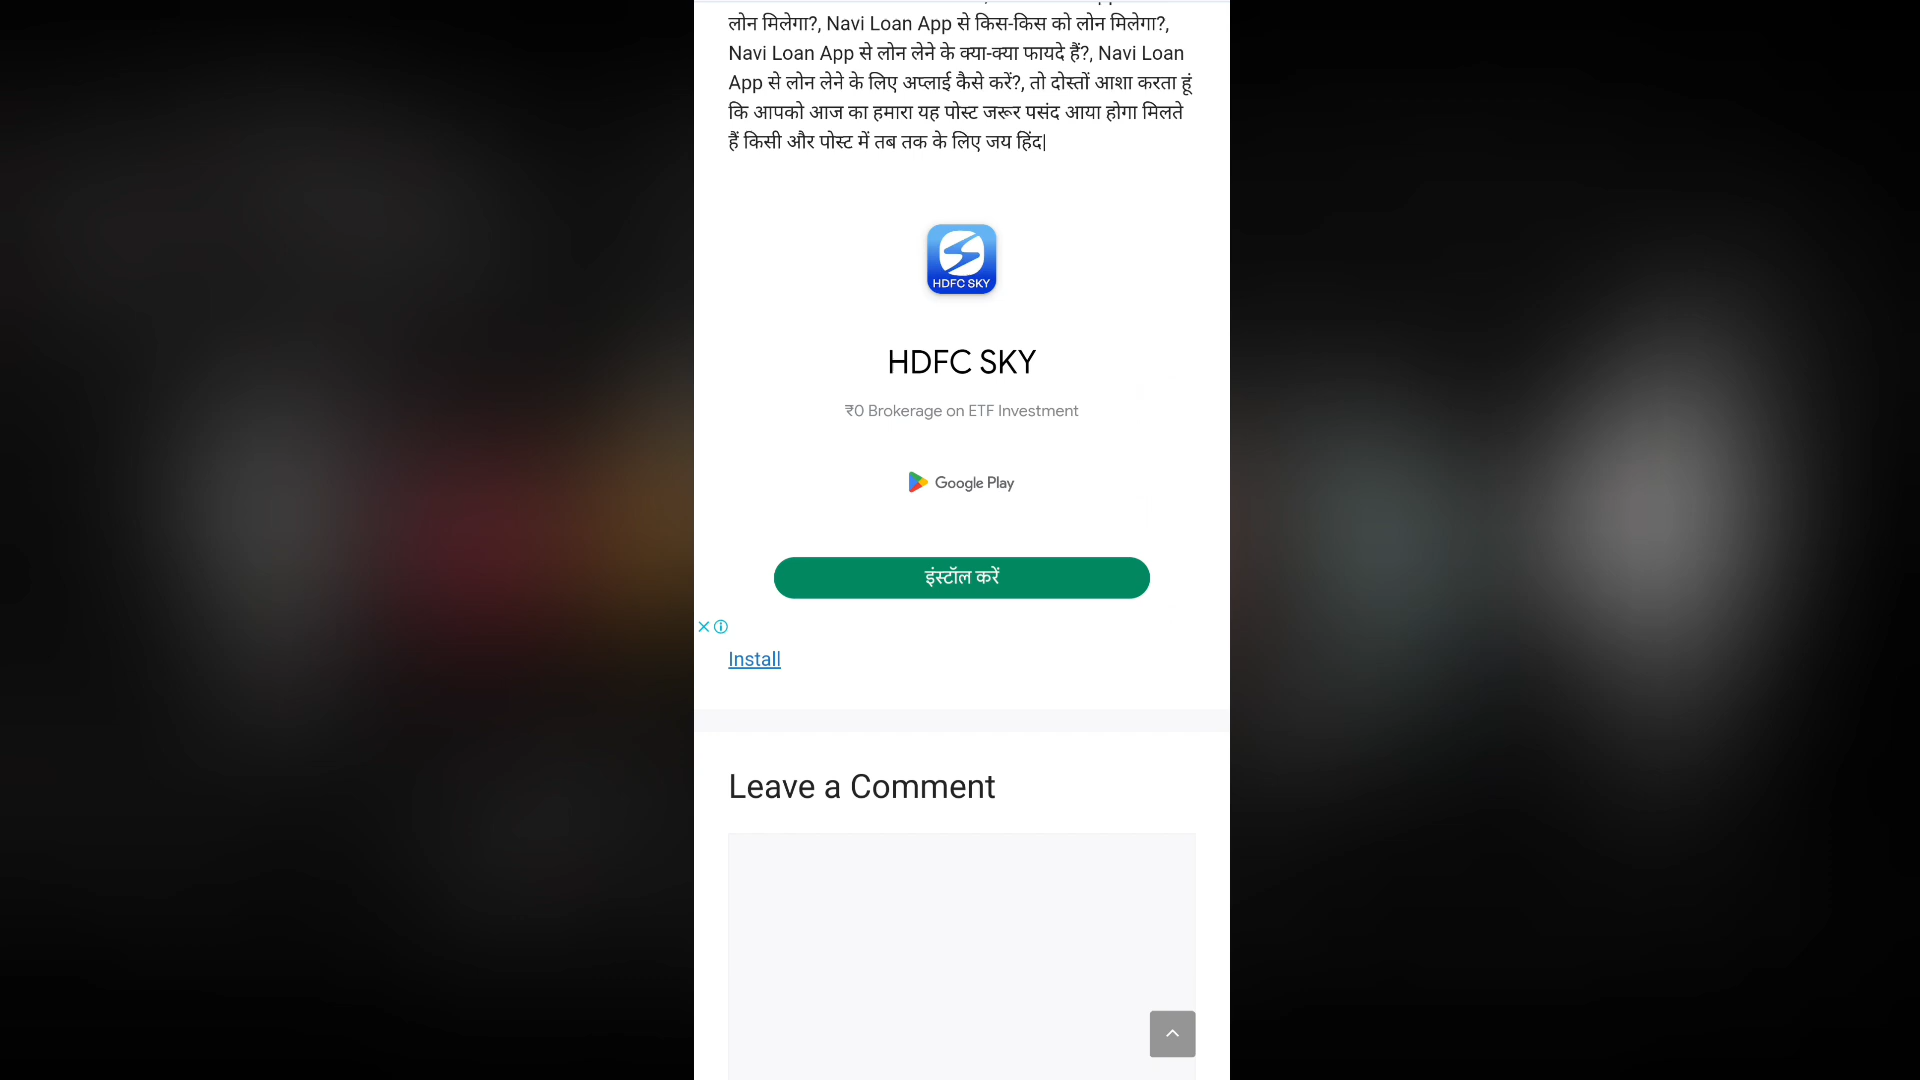 लोन मिलेगा?, Navi Loan App से किस-किस को लोन मिलेगा?,
Navi Loan App से लोन लेने के क्या-क्या फायदे हैं?, Navi Loan
App से लोन लेने के लिए अप्लाई कैसे करें?, तो दोस्तों आशा करता हूं
कि आपको आज का हमारा यह पोस्ट जरूर पसंद आया होगा मिलते
हैं किसी और पोस्ट में तब तक के लिए जय हिंद|
HDFC SKY
HDFC SKY
₹0 Brokerage on ETF Investment
Google Play
इंस्टॉल करें
Install
Leave a Comment